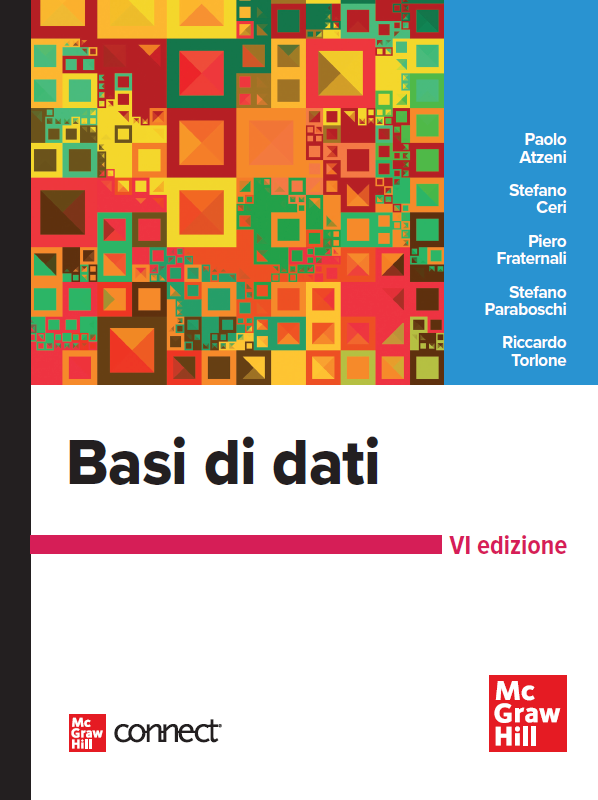 Paolo
Atzeni
Stefano
Ceri
Piero
Fraternali
Stefano
Paraboschi
Riccardo
Torlone
Basi di dati
VI edizione
Mc
Graw
Hill
connect®
Mc
Graw
Hill